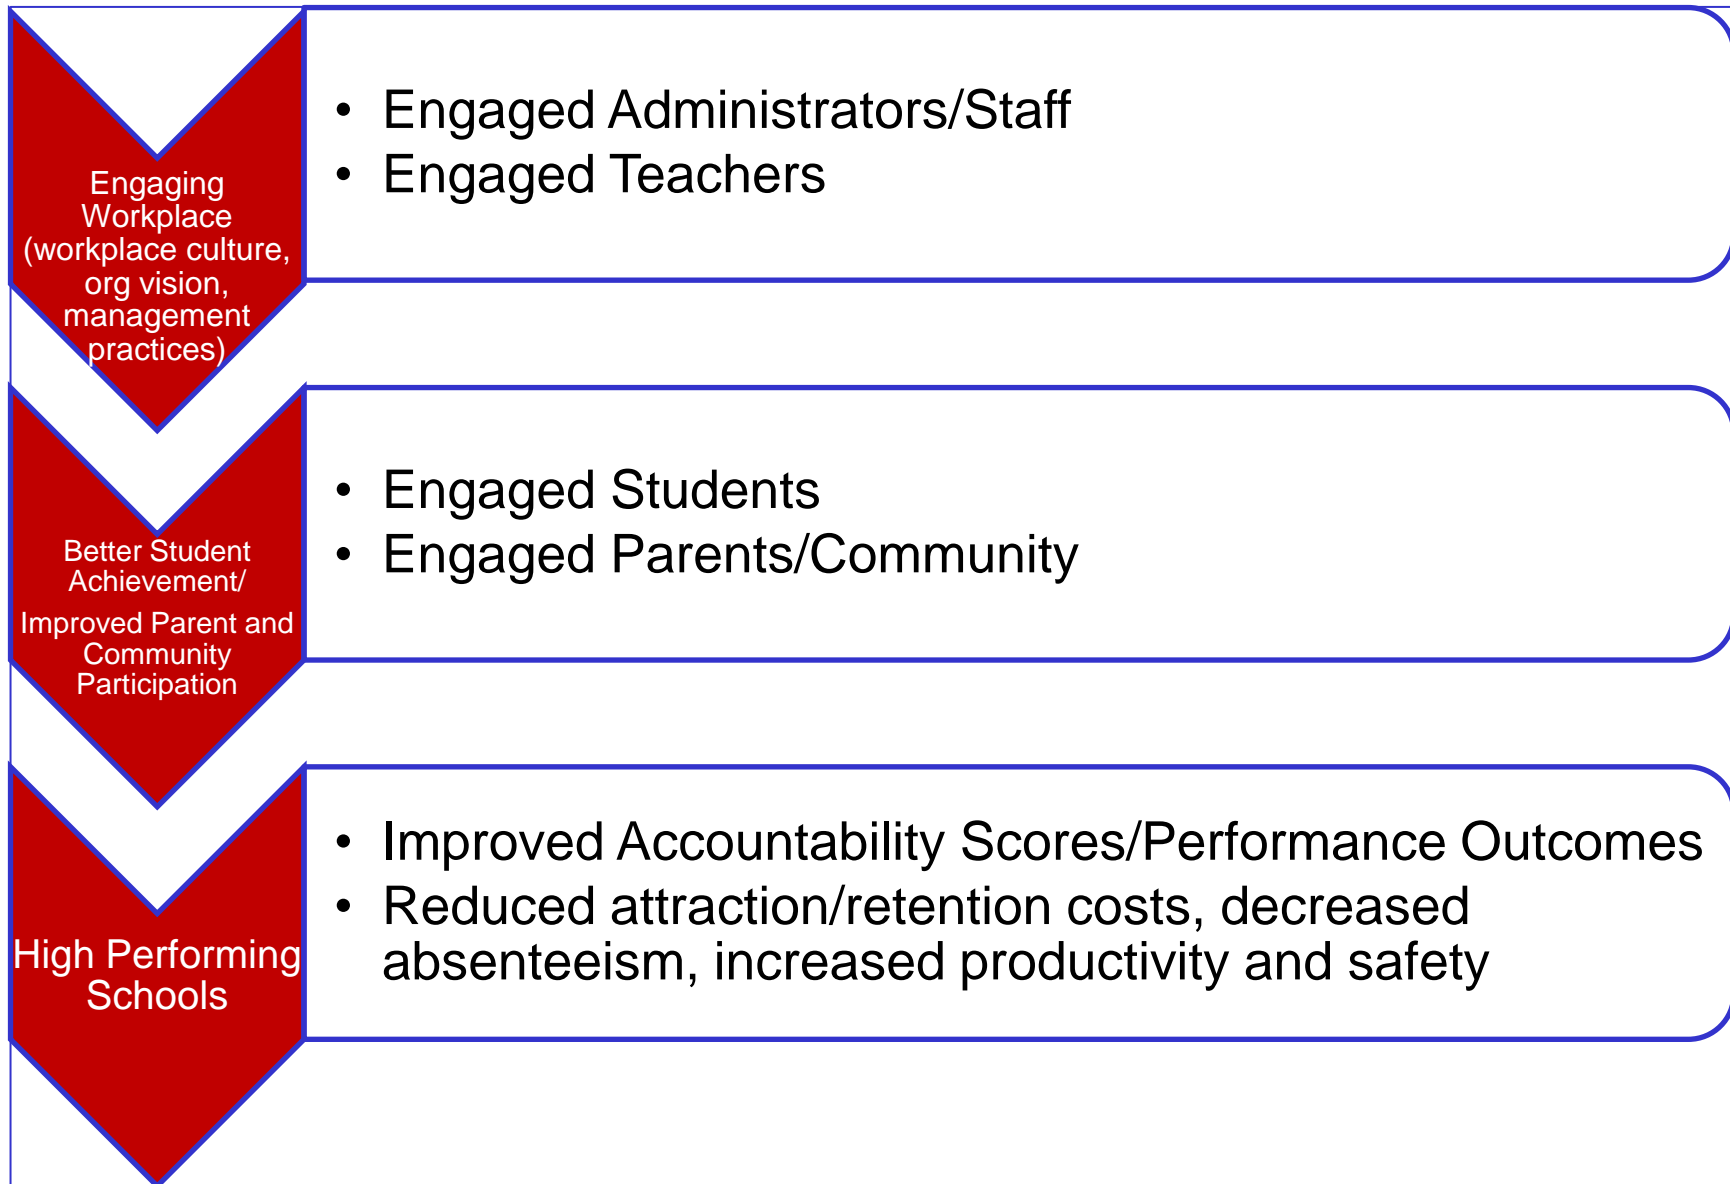 Engaging
Workplace
(workplace culture,
org vision,
management
practices)
• Engaged Administrators/Staff
• Engaged Teachers
Better Student
Achievement/
Improved Parent and
Community
Participation
• Engaged Students
• Engaged Parents/Community
High Performing
Schools
• Improved Accountability Scores/Performance Outcomes
• Reduced attraction/retention costs, decreased
absenteeism, increased productivity and safety